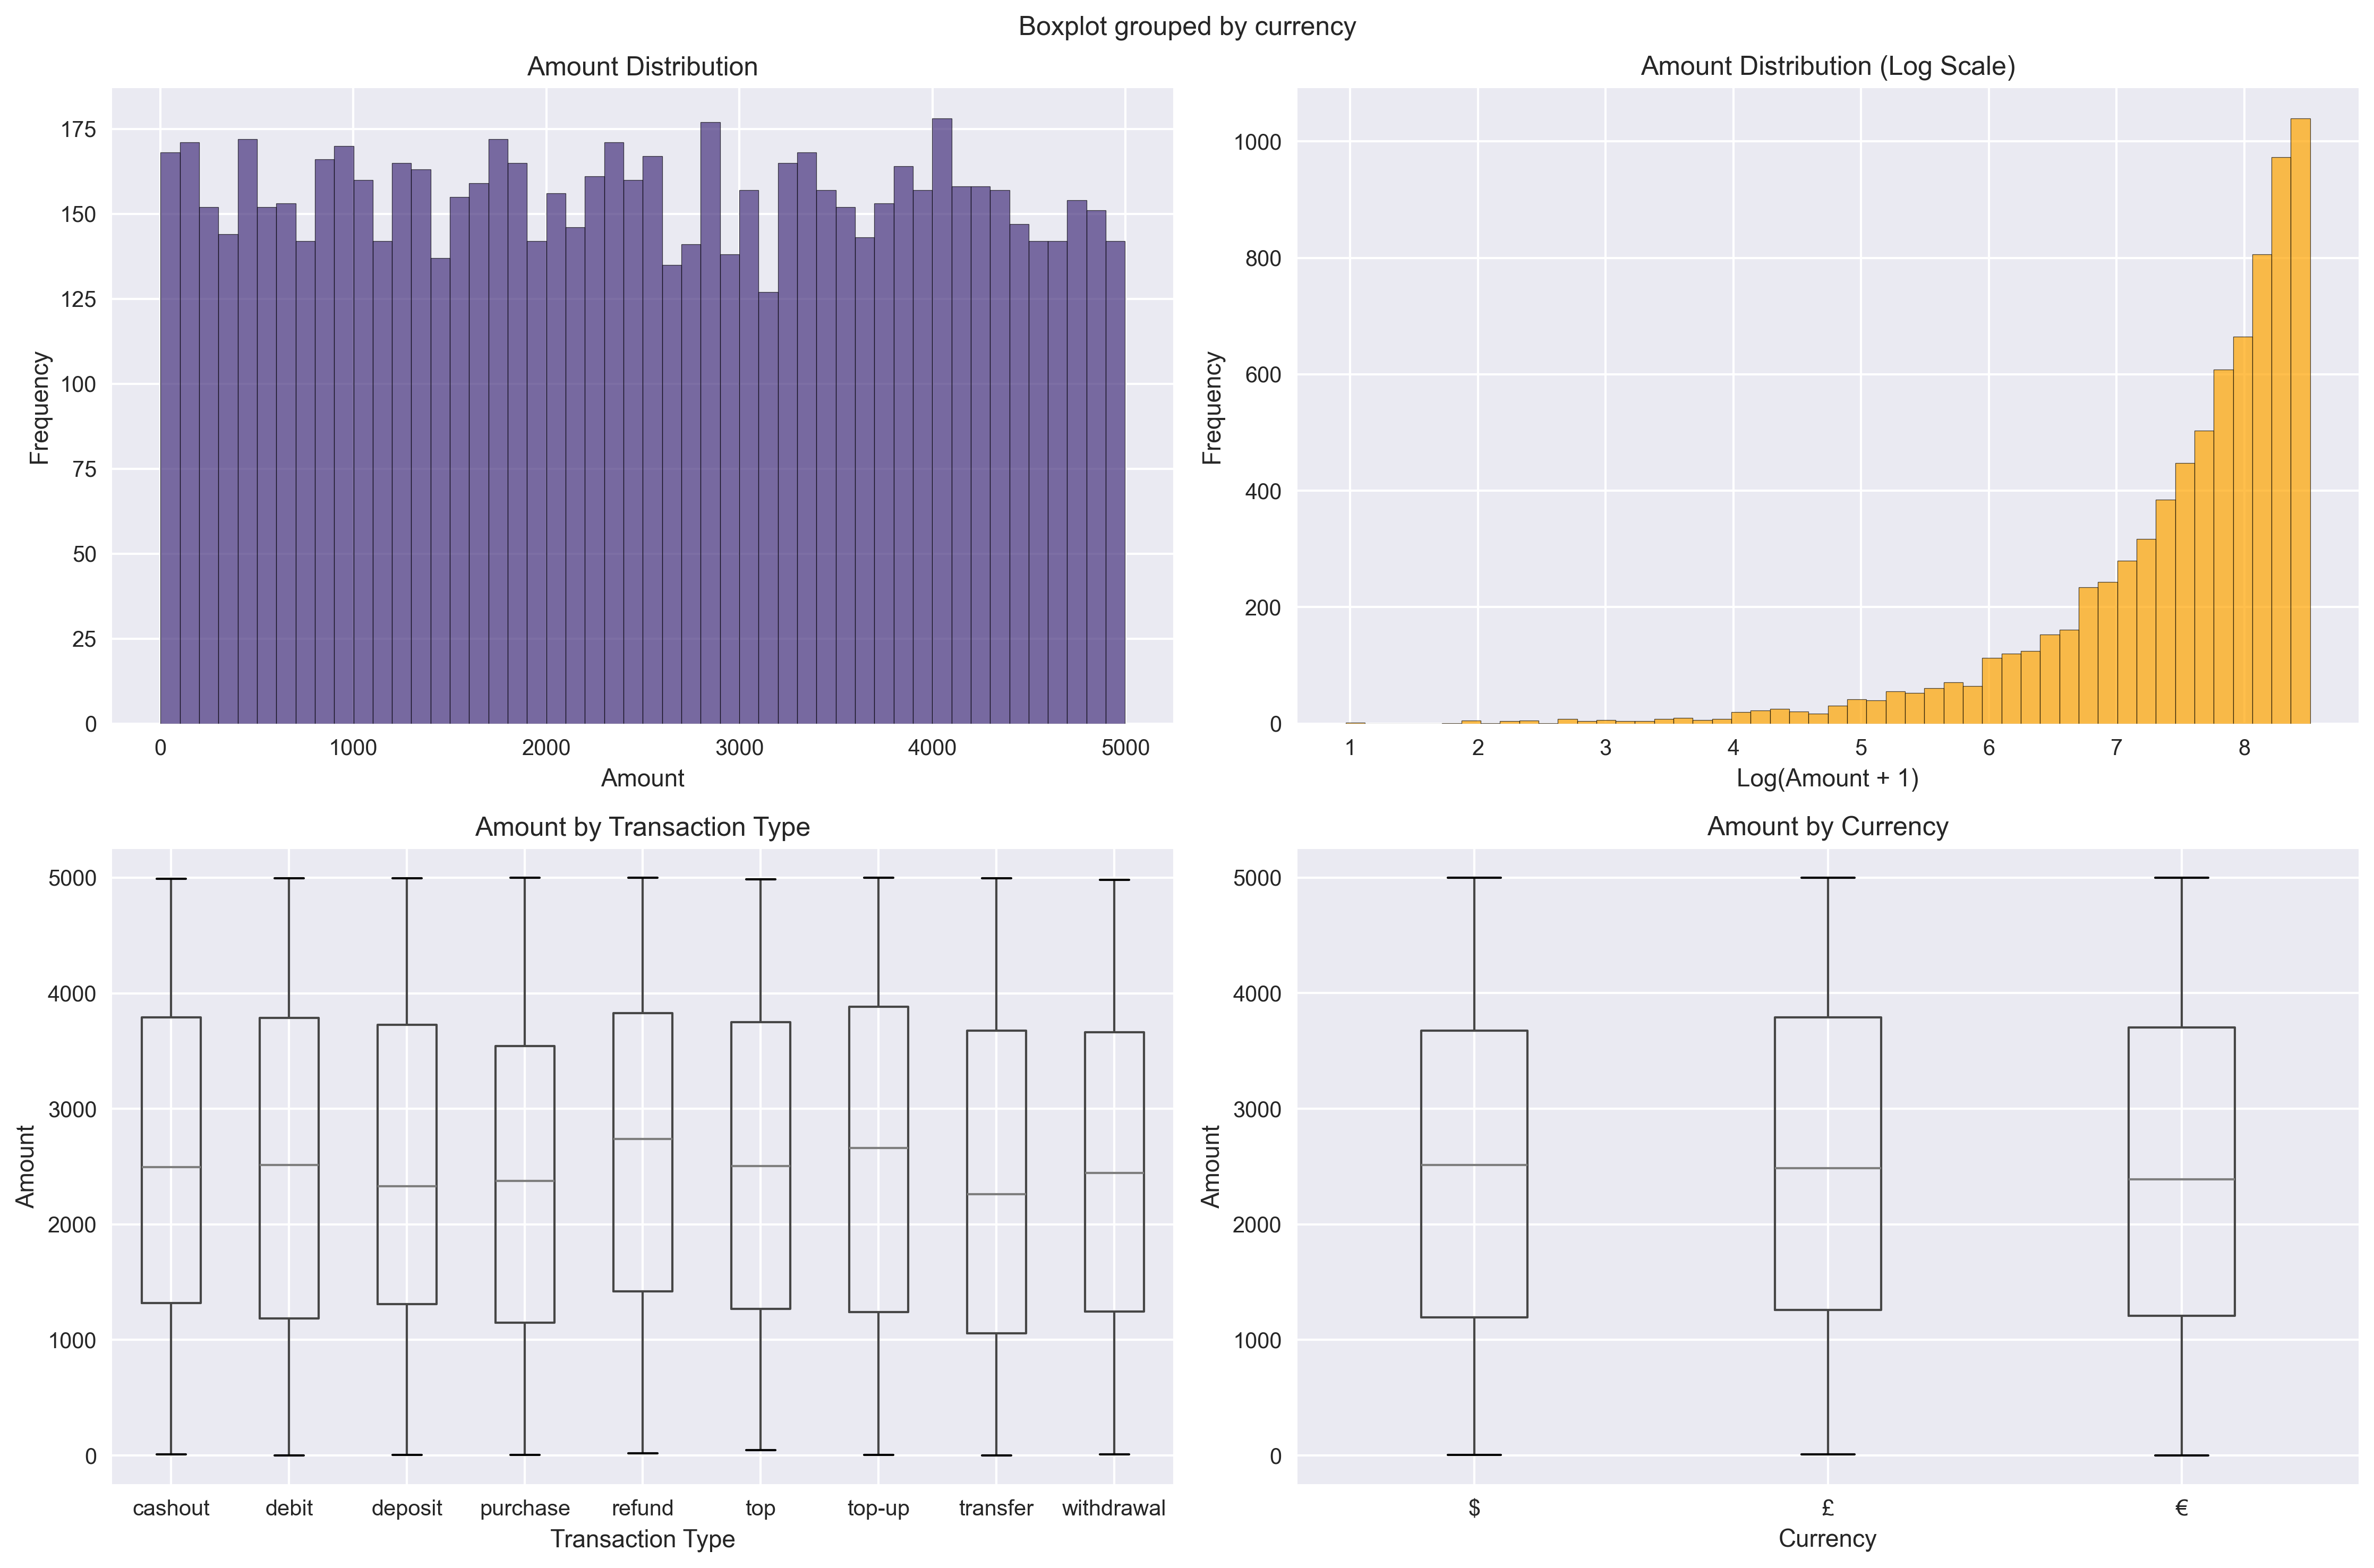 Boxplot grouped by currency
Amount Distribution
175
150
125
100
75
50
25
0
Frequency
0 1000 2000 3000 4000 5000
Amount
Amount Distribution (Log Scale)
1000
800
600
400
200
0
Frequency
1 2 3 4 5 6 7 8
Log(Amount + 1)
Amount by Transaction Type
5000
4000
3000
2000
1000
0
Amount
cashout debit deposit purchase refund top top-up transfer withdrawal
Transaction Type
Amount by Currency
5000
4000
3000
2000
1000
0
Amount
$ £ €
Currency